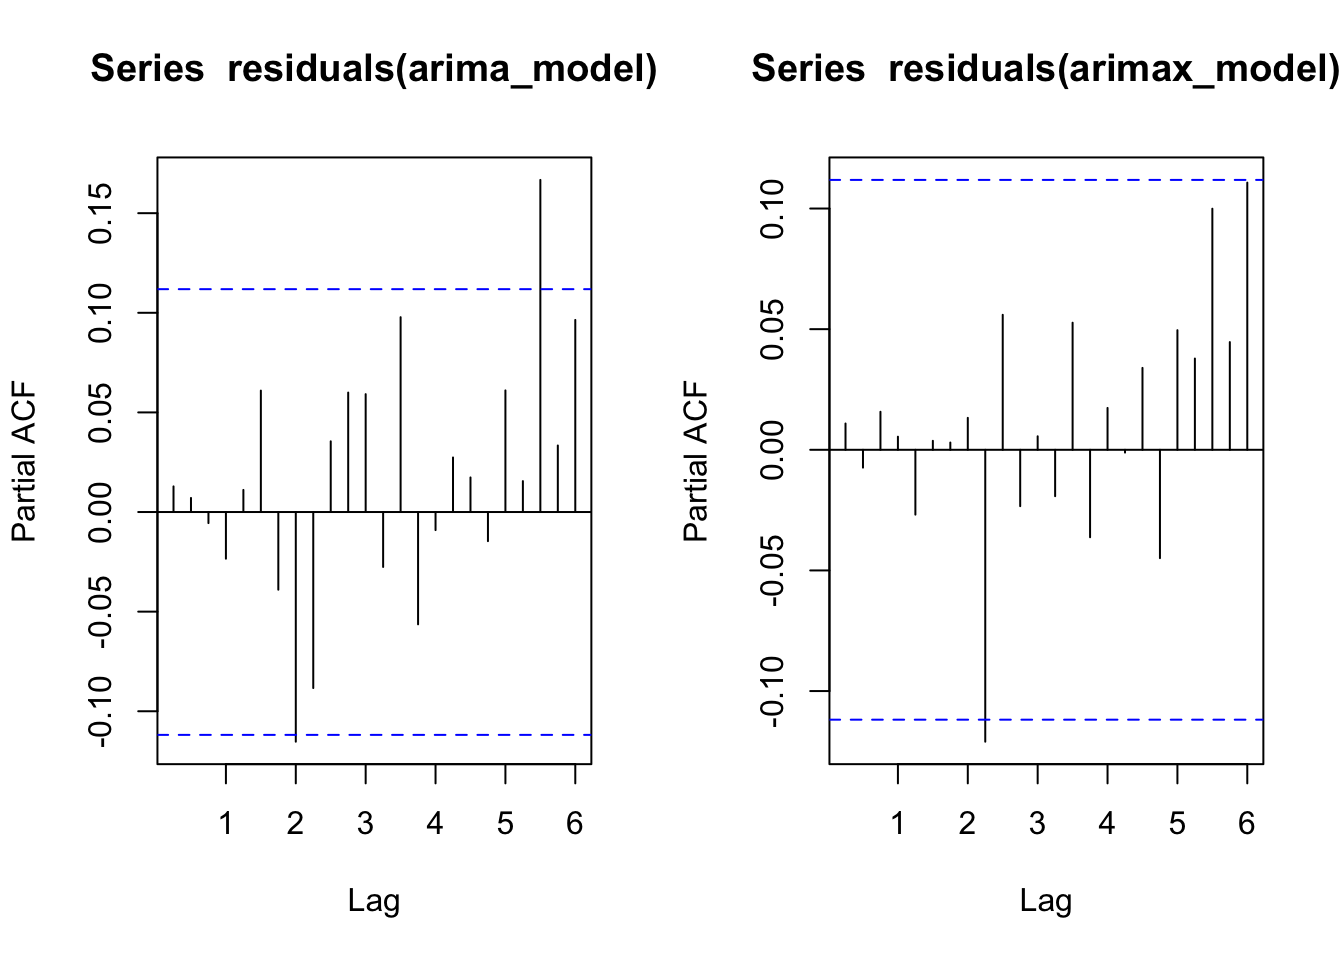 Series  residuals(arima_model)
Partial ACF
0.15
0.10
0.05
0.00
-0.05
-0.10
1 2 3 4 5 6
Lag
Series  residuals(arimax_model)
Partial ACF
0.10
0.05
0.00
-0.05
-0.10
1 2 3 4 5 6
Lag